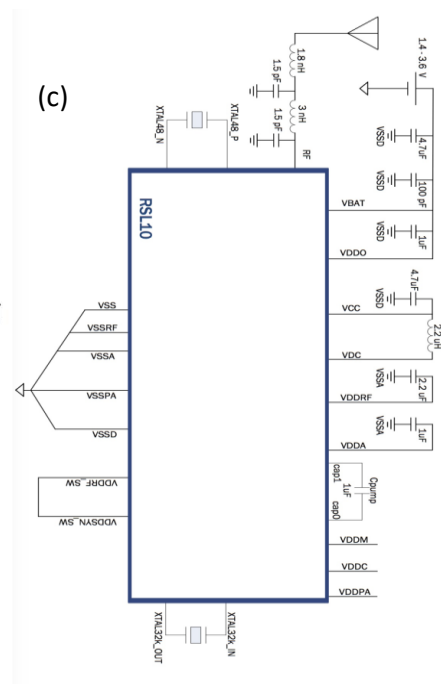 (c)
1.4 - 3.6 V
1.8 nH
1.5 pF
3 nH
1.5 pF
RF
XTAL48_N
XTAL48_P
VSSD
4.7uF
VSSD
100 pF
VSSD
1uF
RSL10
VBAT
VDDO
VSS
VSSRF
VSSA
VSSPA
VSSD
VDDRF_SW
VDDSYN_SW
4.7uF
VSSD
VCC
2.2 uH
VDC
VSSA
2.2 uF
VDDRF
VSSA
1uF
VDDA
cap1
1uF
Cpump
cap0
VDDM
VDDC
VDDPA
XTAL32k_OUT
XTAL32k_IN